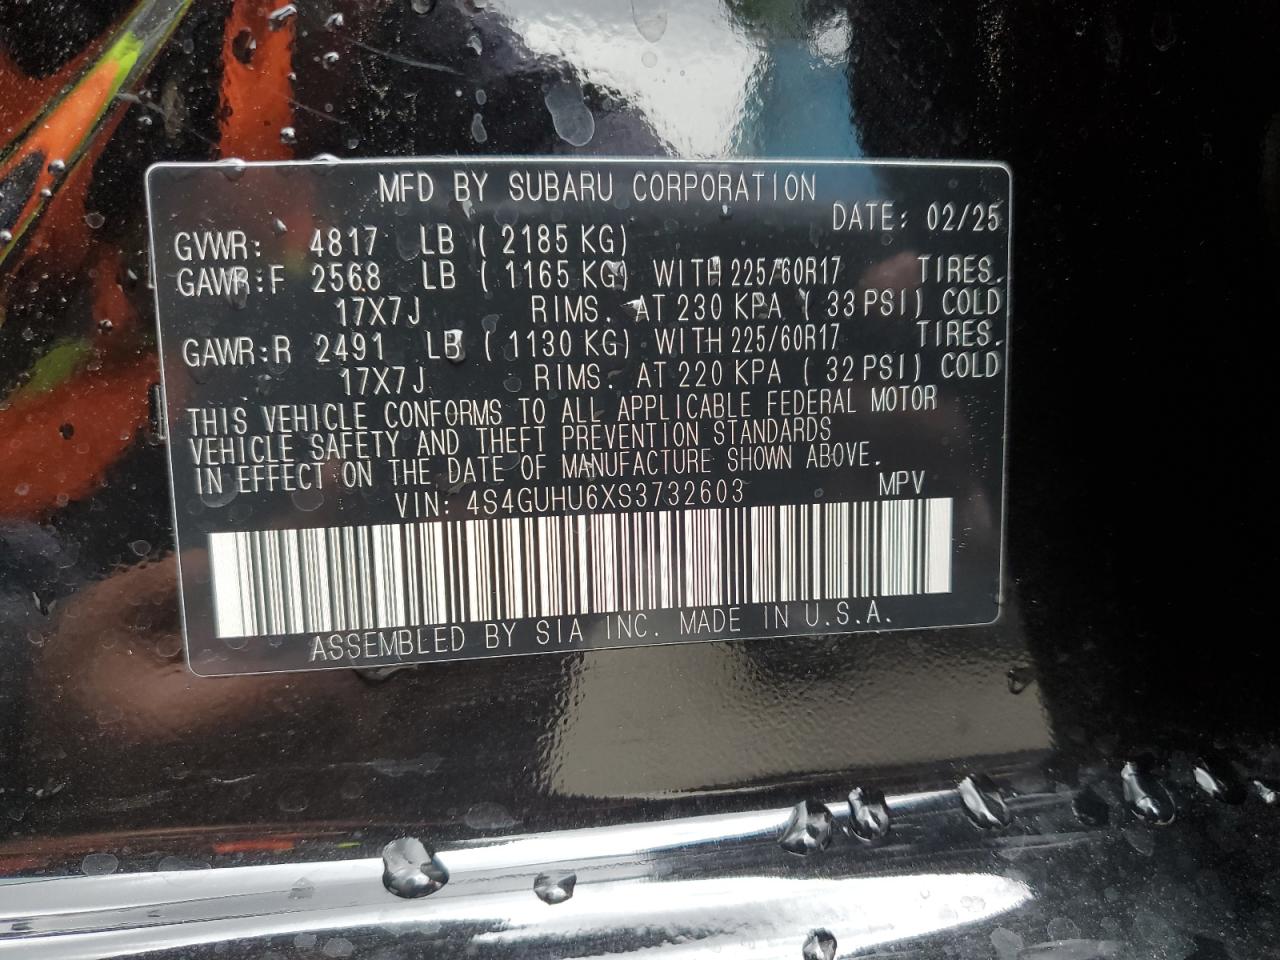 MFD BY SUBARU CORPORATION
DATE: 02/25
GVWR: 4817 LB ( 2185 KG)
GAWR:F 2568 LB ( 1165 KG) WITH 225/60R17 TIRES.
17X7J RIMS. AT 230 KPA ( 33 PSI) COLD
GAWR:R 2491 LB ( 1130 KG) WITH 225/60R17 TIRES.
17X7J RIMS. AT 220 KPA ( 32 PSI) COLD
THIS VEHICLE CONFORMS TO ALL APPLICABLE FEDERAL MOTOR
VEHICLE SAFETY AND THEFT PREVENTION STANDARDS
IN EFFECT ON THE DATE OF MANUFACTURE SHOWN ABOVE.
VIN: 4S4GUHU6XS3732603 MPV
ASSEMBLED BY SIA INC. MADE IN U.S.A.